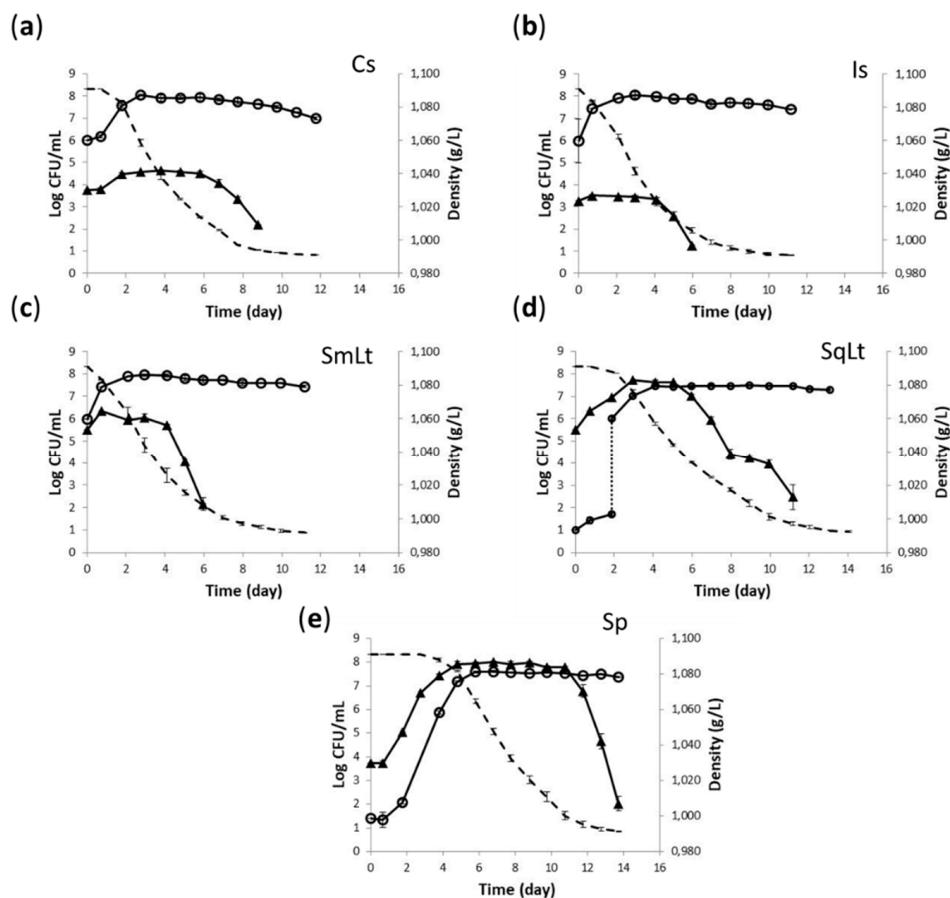 (a)
Cs
9
8
7
6
5
4
3
2
1
0
Log CFU/mL
1,100
1,080
1,060
1,040
1,020
1,000
0,980
Density (g/L)
0 2 4 6 8 10 12 14 16
Time (day)
(b)
Is
9
8
7
6
5
4
3
2
1
0
Log CFU/mL
1,100
1,080
1,060
1,040
1,020
1,000
0,980
Density (g/L)
0 2 4 6 8 10 12 14 16
Time (day)
(c)
SmLt
9
8
7
6
5
4
3
2
1
0
Log CFU/mL
1,100
1,080
1,060
1,040
1,020
1,000
0,980
Density (g/L)
0 2 4 6 8 10 12 14 16
Time (day)
(d)
SqLt
9
8
7
6
5
4
3
2
1
0
Log CFU/mL
1,100
1,080
1,060
1,040
1,020
1,000
0,980
Density (g/L)
0 2 4 6 8 10 12 14 16
Time (day)
(e)
Sp
9
8
7
6
5
4
3
2
1
0
Log CFU/mL
1,100
1,080
1,060
1,040
1,020
1,000
0,980
Density (g/L)
0 2 4 6 8 10 12 14 16
Time (day)